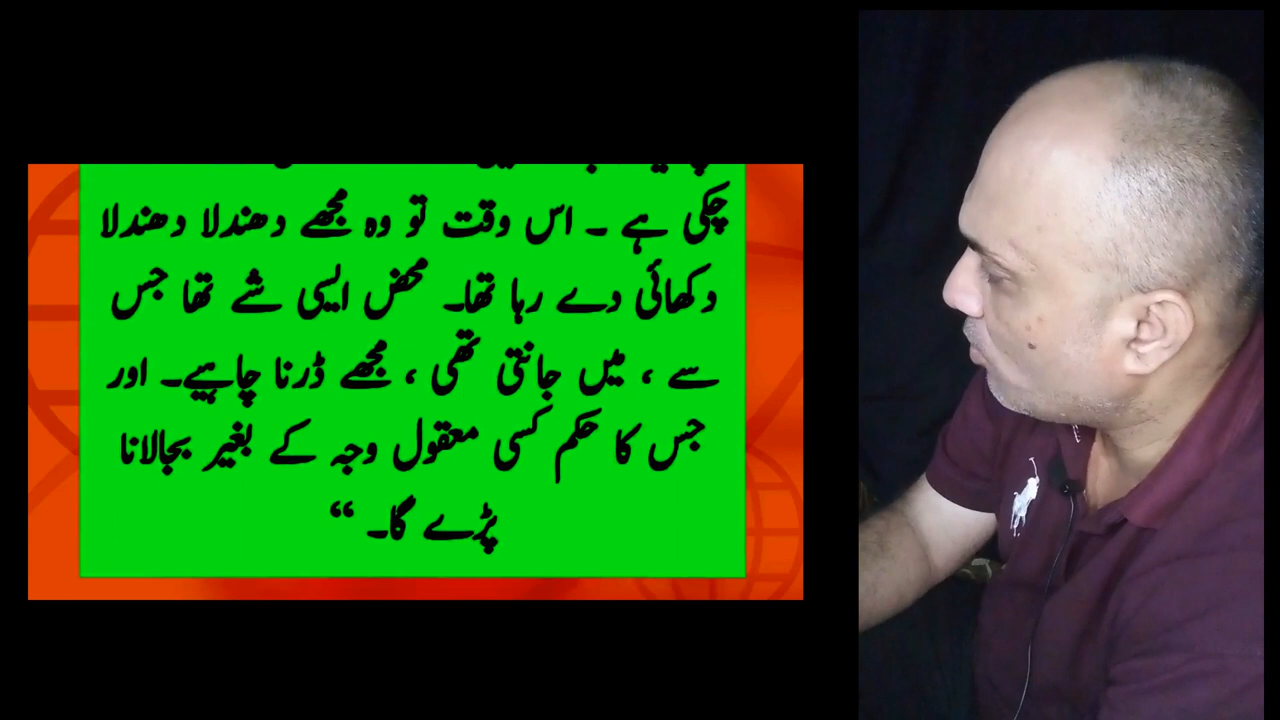 چکی ہے ۔ اس وقت تو وہ مجھے دھندلا دھندلا
دکھائی دے رہا تھا۔ محض ایسی شے تھا جس
سے ، میں جانتی تھی ، مجھے ڈرنا چاہیے۔ اور
جس کا حکم کسی معقول وجہ کے بغیر بجالانا
پڑے گا۔ “